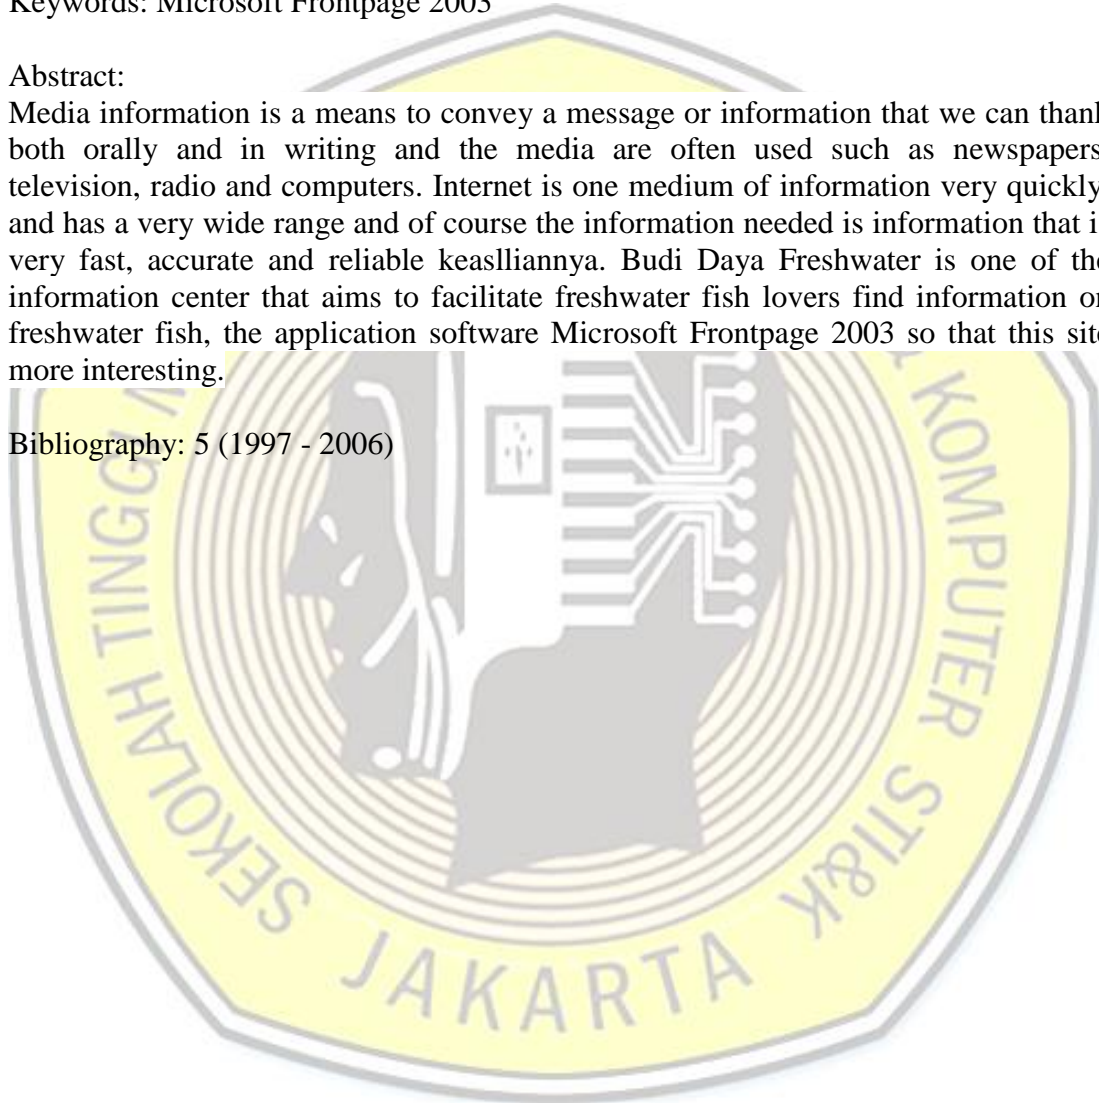 Keywords: Microsoft Frontpage 2003
Abstract:
Media information is a means to convey a message or information that we can
both orally and in writing and the media are often used such as newspapers
television, radio and computers. Internet is one medium of information very quickly
and has a very wide range and of course the information needed is information that
very fast, accurate and reliable keaslliannya. Budi Daya Freshwater is one of
information center that aims to facilitate freshwater fish lovers find information
freshwater fish, the application software Microsoft Frontpage 2003 so that this
more interesting.
Bibliography: 5 (1997 - 2006)
SEKOLAH TINGGI
KOMPUTER STI&K
JAKARTA